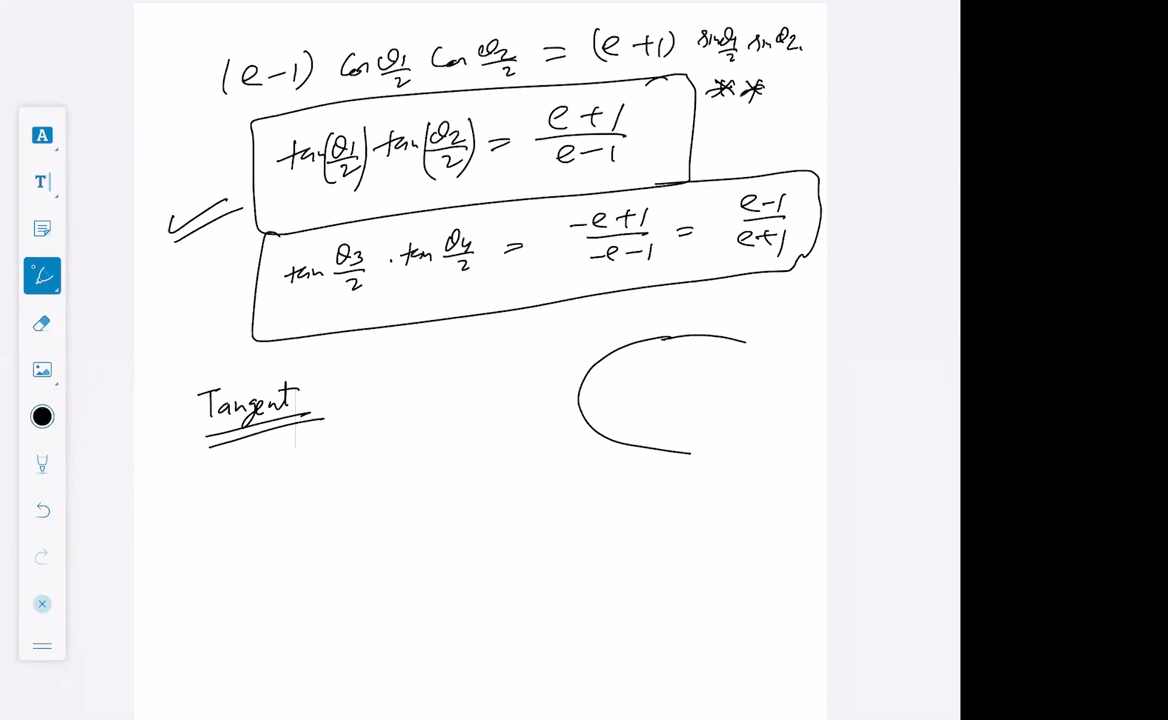 (e-1) Cos θ1/2 Cos θ2/2 = (e+1) sin θ1/2 sin θ2/2
**
tan(θ1/2) tan(θ2/2) = e+1/e-1
tan θ3/2 . tan θ4/2 = -e+1/-e-1 = e-1/e+1
Tangent